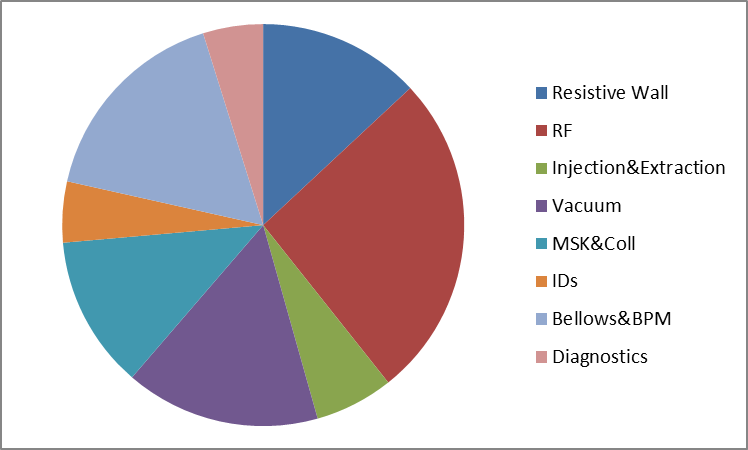 Resistive Wall
RF
Injection&Extraction
Vacuum
MSK&Coll
IDs
Bellows&BPM
Diagnostics